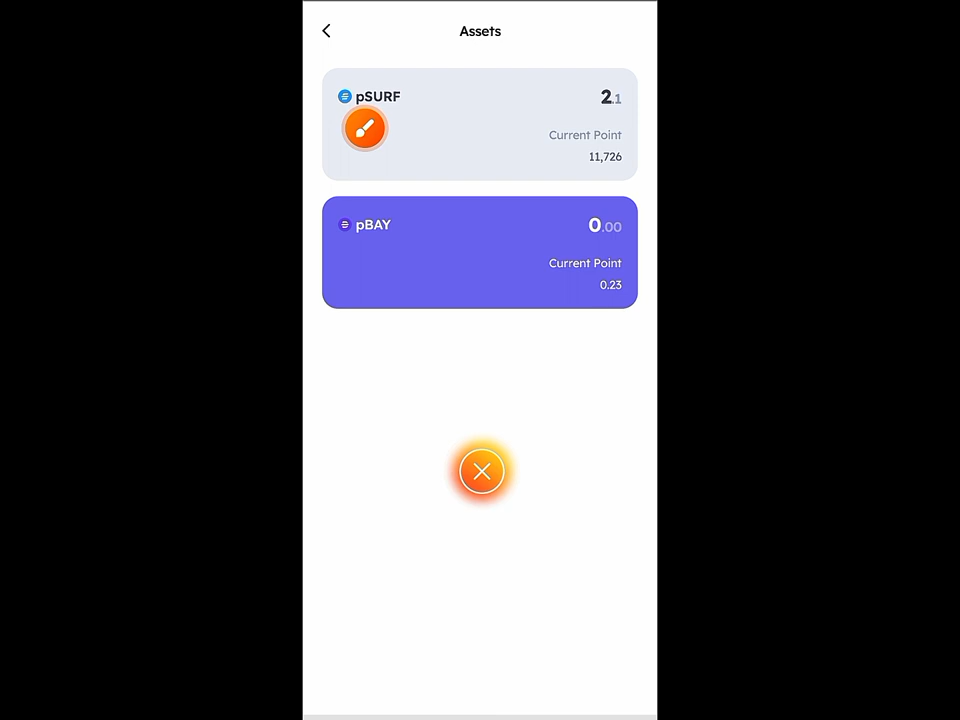 Assets
pSURF 2.1
Current Point
11,726
pBAY 0.00
Current Point
0.23